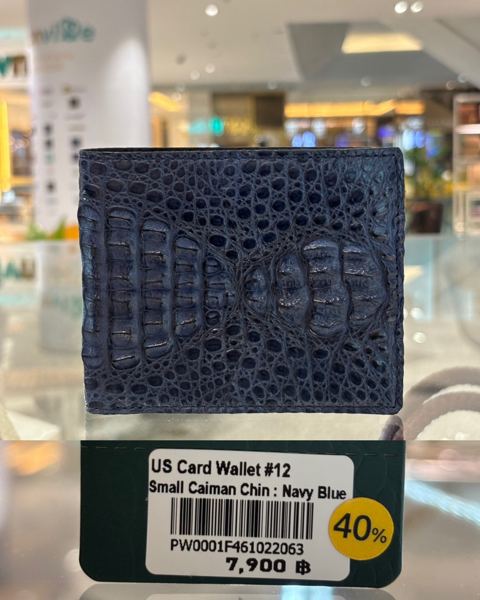 US Card Wallet #12
Small Caiman Chin : Navy Blue
40%
PW0001F461022063
7,900 ฿